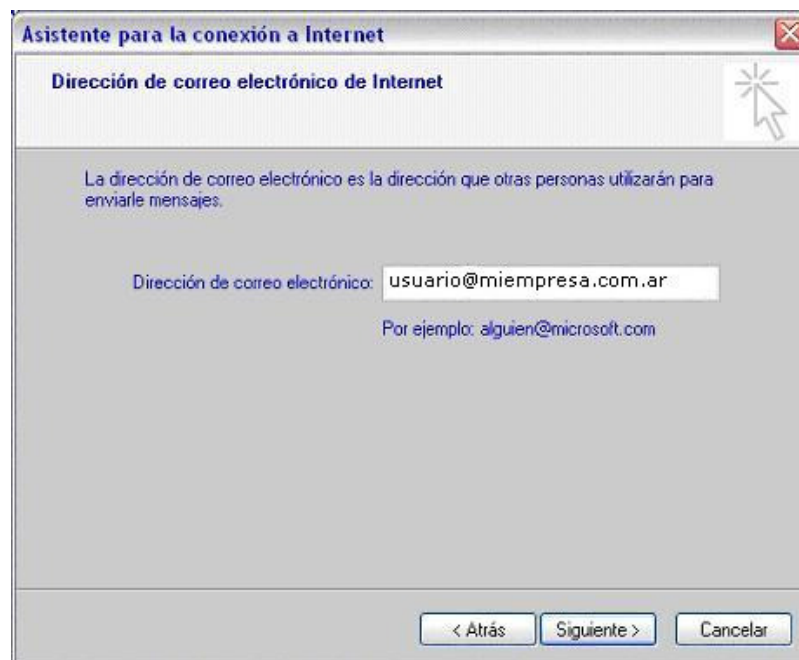 Asistente para la conexión a Internet
Dirección de correo electrónico de Internet
La dirección de correo electrónico es la dirección que otras personas utilizarán para
enviarle mensajes.
Dirección de correo electrónico: usuario@miempresa.com.ar
Por ejemplo: alguien@microsoft.com
< Atrás Siguiente > Cancelar